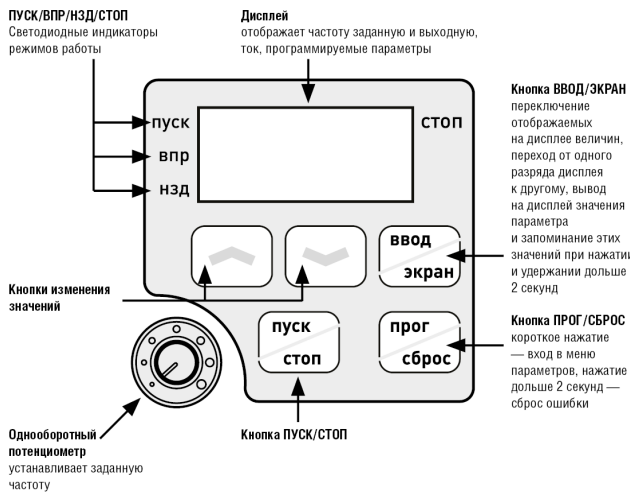 ПУСК/ВПР/НЗД/СТОП
Светодиодные индикаторы
режимов работы
Дисплей
отображает частоту заданную и выходную,
ток, программируемые параметры
пуск
впр
нзд
стоп
ввод
экран
пуск
стоп
прог
сброс
Кнопка ВВОД/ЭКРАН
переключение
отображаемых
на дисплее величин,
переход от одного
разряда дисплея
к другому, вывод
на дисплей значения
параметра
и запоминание этих
значений при нажати
и удержании дольше
2 секунд
Кнопка ПРОГ/СБРОС
короткое нажатие
— вход в меню
параметров, нажатие
дольше 2 секунд —
сброс ошибки
Кнопки изменения
значений
Однооборотный
потенциометр
устанавливает заданную
частоту
Кнопка ПУСК/СТОП